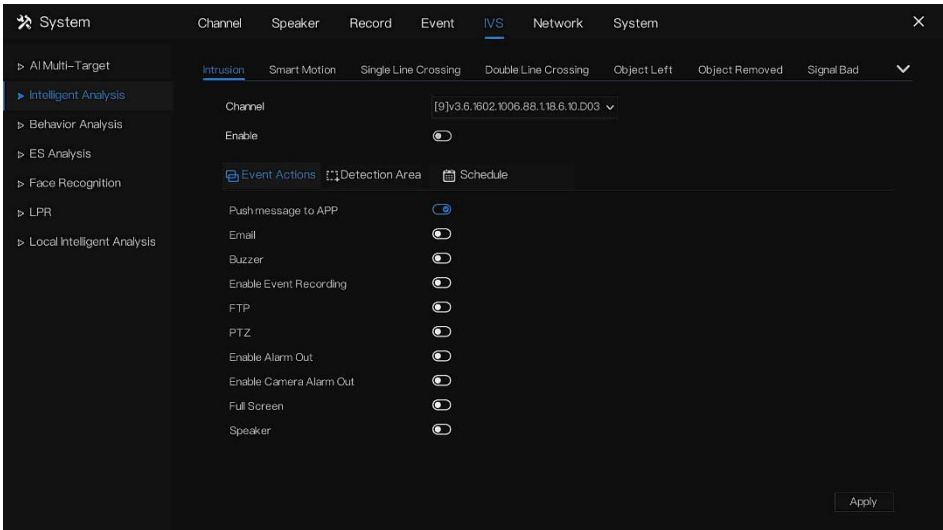 System Channel Speaker Record Event IVS Network System
AI Multi-Target
Intelligent Analysis
Behavior Analysis
ES Analysis
Face Recognition
LPR
Local Intelligent Analysis
Intrusion Smart Motion Single Line Crossing Double Line Crossing Object Left Object Removed Signal Bad
Channel [9]v3.6.1602.1006.88.1.18.6.10.D03
Enable
Event Actions Detection Area Schedule
Push message to APP
Email
Buzzer
Enable Event Recording
FTP
PTZ
Enable Alarm Out
Enable Camera Alarm Out
Full Screen
Speaker
Apply